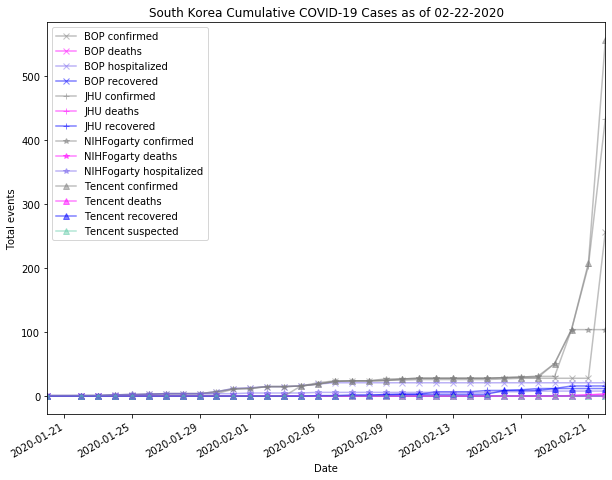 South Korea Cumulative COVID-19 Cases as of 02-22-2020
BOP confirmed
BOP deaths
BOP hospitalized
BOP recovered
JHU confirmed
JHU deaths
JHU recovered
NIHFogarty confirmed
NIHFogarty deaths
NIHFogarty hospitalized
Tencent confirmed
Tencent deaths
Tencent recovered
Tencent suspected
Total events
500
400
300
200
100
0
2020-01-21
2020-01-25
2020-01-29
2020-02-01
2020-02-05
2020-02-09
2020-02-13
2020-02-17
2020-02-21
Date